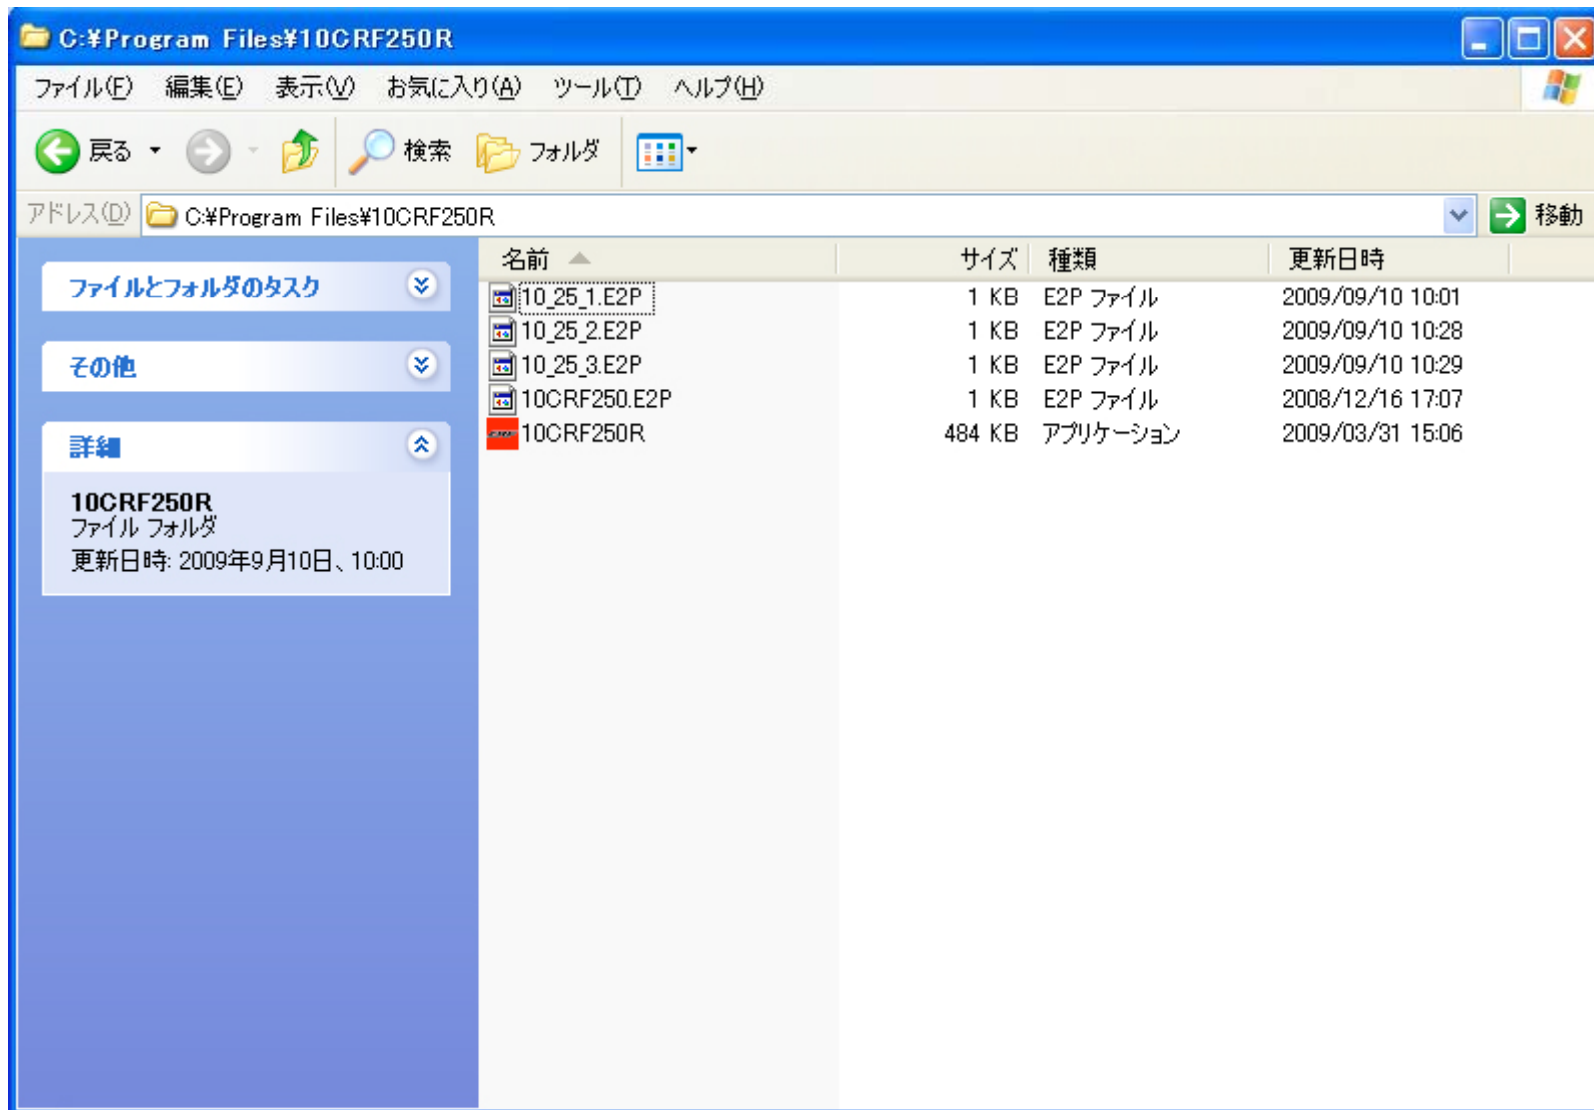 C:¥Program Files¥10CRF250R
ファイル(F) 編集(E) 表示(V) お気に入り(A) ツール(T) ヘルプ(H)
戻る 検索 フォルダ
アドレス(D) C:¥Program Files¥10CRF250R 移動
ファイルとフォルダのタスク
その他
詳細
10CRF250R
ファイル フォルダ
更新日時: 2009年9月10日、10:00
名前 サイズ 種類 更新日時
10_25_1.E2P 1 KB E2P ファイル 2009/09/10 10:01
10_25_2.E2P 1 KB E2P ファイル 2009/09/10 10:28
10_25_3.E2P 1 KB E2P ファイル 2009/09/10 10:29
10CRF250.E2P 1 KB E2P ファイル 2008/12/16 17:07
10CRF250R 484 KB アプリケーション 2009/03/31 15:06